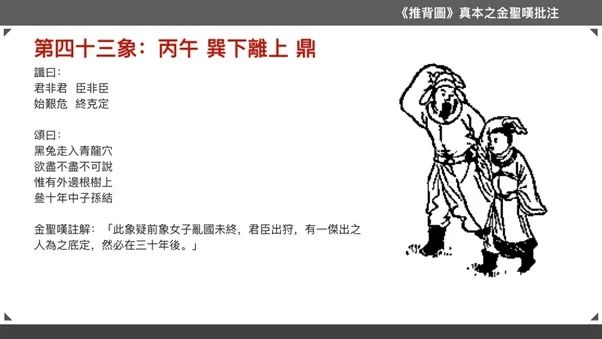 《推背圖》真本之金聖嘆批注
第四十三象：丙午 巽下離上 鼎
讖曰：
君非君 臣非臣
始艱危 終克定
頌曰：
黑兔走入青龍穴
欲盡不盡不可說
惟有外邊根樹上
叄十年中子孫結
金聖嘆註解：「此象疑前象女子亂國未終，君臣出狩，有一傑出之
人為之底定，然必在三十年後。」